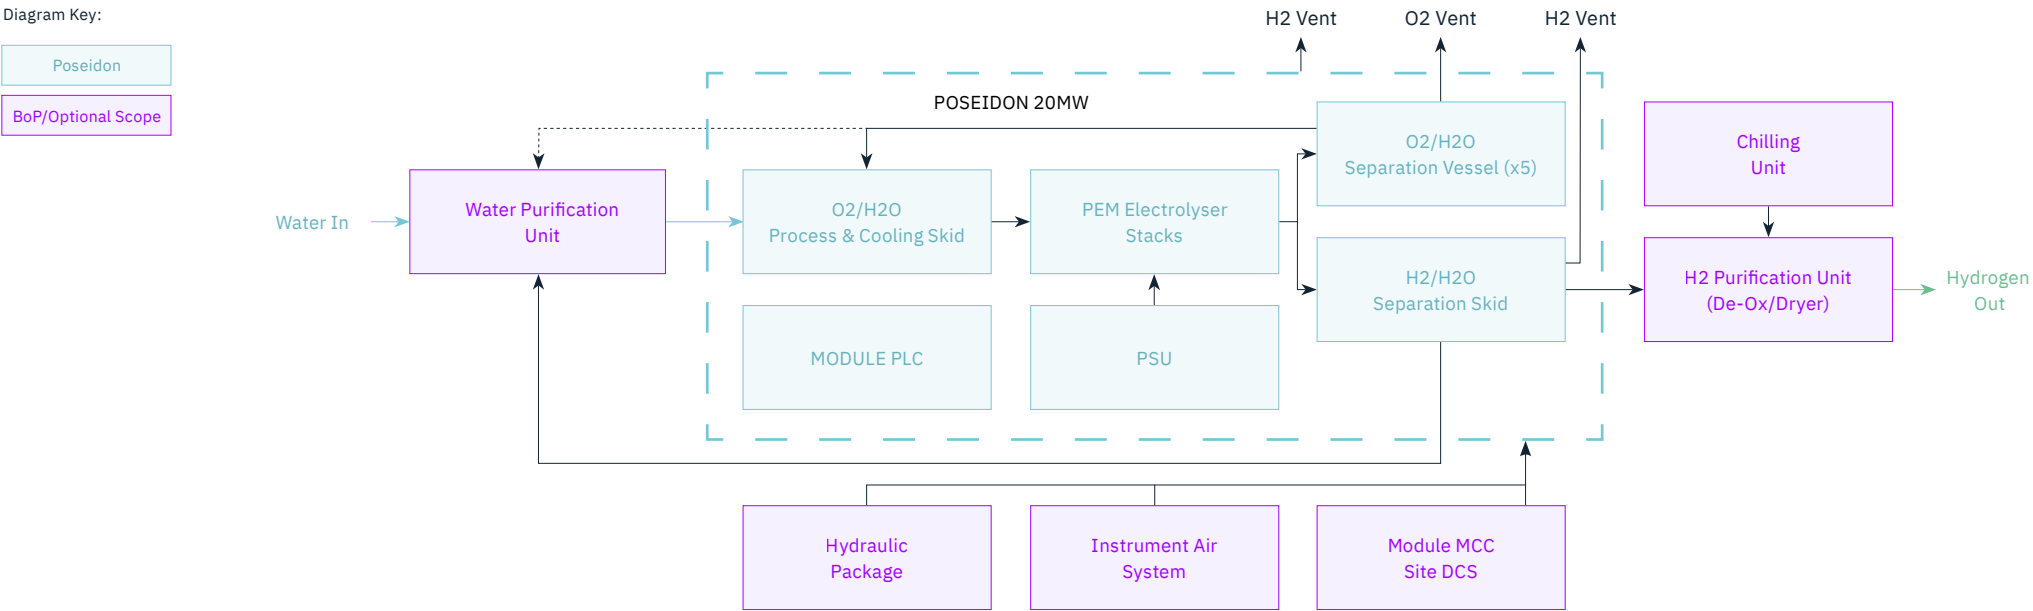 Diagram Key:
Poseidon
BoP/Optional Scope
H2 Vent
O2 Vent
H2 Vent
POSEIDON 20MW
Water In
Water Purification
Unit
O2/H2O
Process & Cooling Skid
PEM Electrolyser
Stacks
O2/H2O
Separation Vessel (x5)
H2/H2O
Separation Skid
MODULE PLC
PSU
Chilling
Unit
H2 Purification Unit
(De-Ox/Dryer)
Hydrogen
Out
Hydraulic
Package
Instrument Air
System
Module MCC
Site DCS